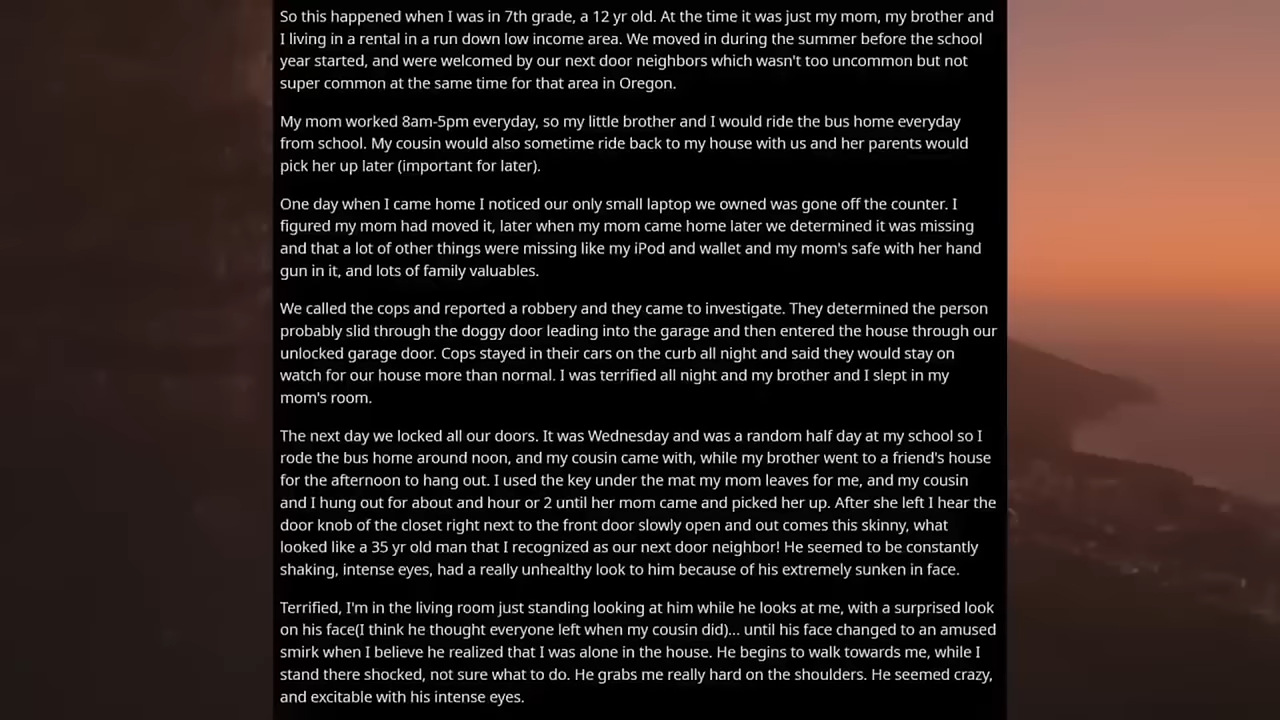 So this happened when I was in 7th grade, a 12 yr old. At the time it was just my mom, my brother and
I living in a rental in a run down low income area. We moved in during the summer before the school
year started, and were welcomed by our next door neighbors which wasn't too uncommon but not
super common at the same time for that area in Oregon.
My mom worked 8am-5pm everyday, so my little brother and I would ride the bus home everyday
from school. My cousin would also sometime ride back to my house with us and her parents would
pick her up later (important for later).
One day when I came home I noticed our only small laptop we owned was gone off the counter. I
figured my mom had moved it, later when my mom came home later we determined it was missing
and that a lot of other things were missing like my iPod and wallet and my mom's safe with her hand
gun in it, and lots of family valuables.
We called the cops and reported a robbery and they came to investigate. They determined the person
probably slid through the doggy door leading into the garage and then entered the house through our
unlocked garage door. Cops stayed in their cars on the curb all night and said they would stay on
watch for our house more than normal. I was terrified all night and my brother and I slept in my
mom's room.
The next day we locked all our doors. It was Wednesday and was a random half day at my school so I
rode the bus home around noon, and my cousin came with, while my brother went to a friend's house
for the afternoon to hang out. I used the key under the mat my mom leaves for me, and my cousin
and I hung out for about and hour or 2 until her mom came and picked her up. After she left I hear the
door knob of the closet right next to the front door slowly open and out comes this skinny, what
looked like a 35 yr old man that I recognized as our next door neighbor! He seemed to be constantly
shaking, intense eyes, had a really unhealthy look to him because of his extremely sunken in face.
Terrified, I'm in the living room just standing looking at him while he looks at me, with a surprised look
on his face(I think he thought everyone left when my cousin did)... until his face changed to an amused
smirk when I believe he realized that I was alone in the house. He begins to walk towards me, while I
stand there shocked, not sure what to do. He grabs me really hard on the shoulders. He seemed crazy,
and excitable with his intense eyes.